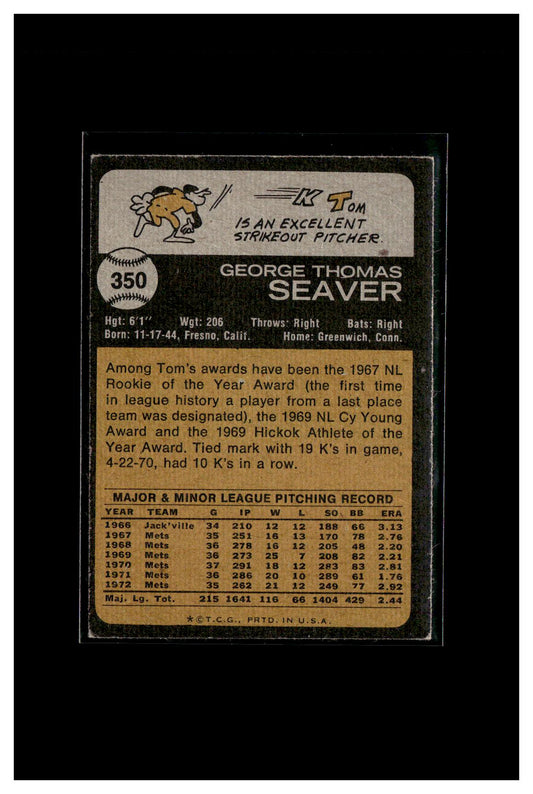 K Tom
IS AN EXCELLENT
STRIKEOUT PITCHER.
350
GEORGE THOMAS
SEAVER
Hgt: 6'1" Wgt: 206 Throws: Right Bats: Right
Born: 11-17-44, Fresno, Calif. Home: Greenwich, Conn.
Among Tom's awards have been the 1967 NL
Rookie of the Year Award (the first time
in league history a player from a last place
team was designated), the 1969 NL Cy Young
Award and the 1969 Hickok Athlete of the
Year Award. Tied mark with 19 K's in game,
4-22-70, had 10 K's in a row.
MAJOR & MINOR LEAGUE PITCHING RECORD
YEAR TEAM G IP W L SO BB ERA
1966 Jack'ville 34 210 12 12 188 66 3.13
1967 Mets 35 251 16 13 170 78 2.76
1968 Mets 36 278 16 12 205 48 2.20
1969 Mets 36 273 25 7 208 82 2.21
1970 Mets 37 291 18 12 283 83 2.81
1971 Mets 36 286 20 10 289 61 1.76
1972 Mets 35 262 21 12 249 77 2.92
Maj. Lg. Tot. 215 1641 116 66 1404 429 2.44
*©T.C.G., PRTD. IN U.S.A.